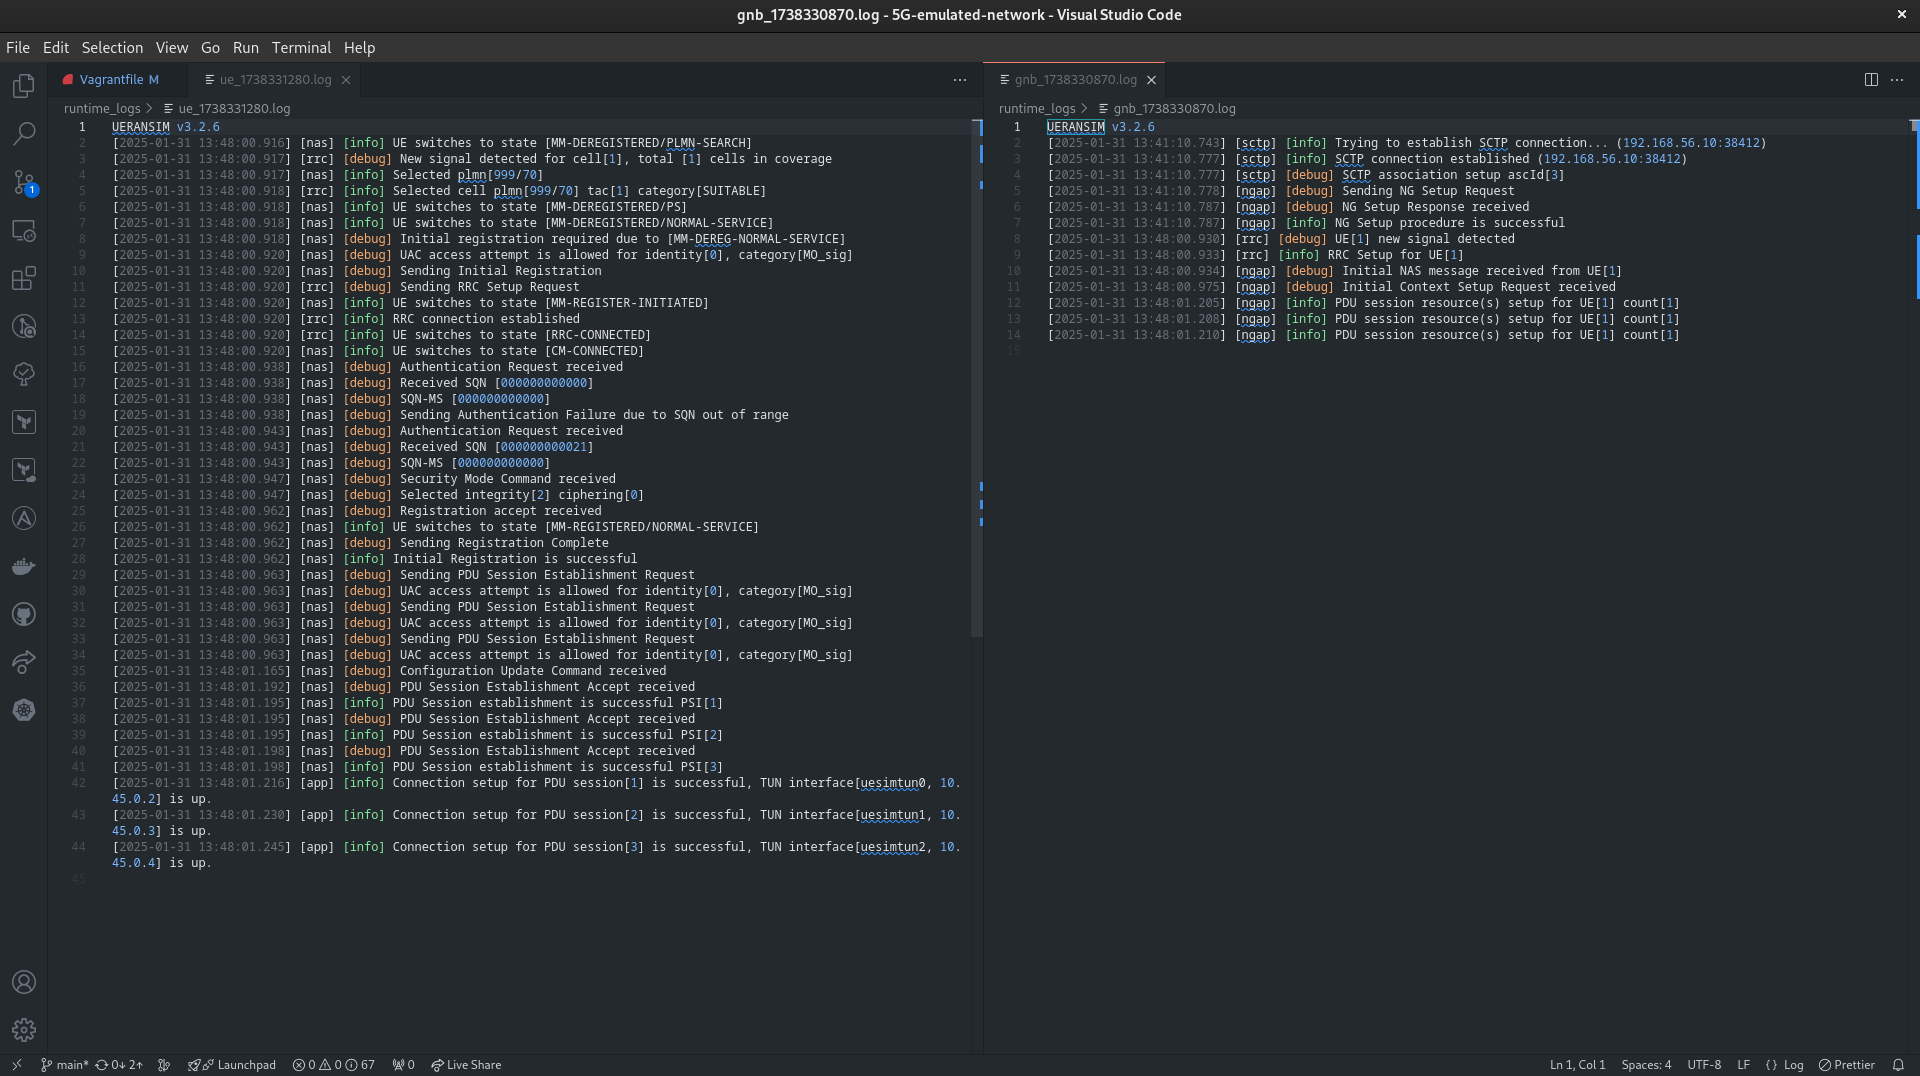 gnb_1738330870.log - 5G-emulated-network - Visual Studio Code
File Edit Selection View Go Run Terminal Help
Vagrantfile M ue_1738331280.log
runtime_logs > ue_1738331280.log
1 UERANSIM v3.2.6
2 [2025-01-31 13:48:00.916] [nas] [info] UE switches to state [MM-DEREGISTERED/PLMN-SEARCH]
3 [2025-01-31 13:48:00.917] [rrc] [debug] New signal detected for cell[1], total [1] cells in coverage
4 [2025-01-31 13:48:00.917] [nas] [info] Selected plmn[999/70]
5 [2025-01-31 13:48:00.918] [rrc] [info] Selected cell plmn[999/70] tac[1] category[SUITABLE]
6 [2025-01-31 13:48:00.918] [nas] [info] UE switches to state [MM-DEREGISTERED/PS]
7 [2025-01-31 13:48:00.918] [nas] [info] UE switches to state [MM-DEREGISTERED/NORMAL-SERVICE]
8 [2025-01-31 13:48:00.918] [nas] [debug] Initial registration required due to [MM-DEREG-NORMAL-SERVICE]
9 [2025-01-31 13:48:00.920] [nas] [debug] UAC access attempt is allowed for identity[0], category[MO_sig]
10 [2025-01-31 13:48:00.920] [nas] [debug] Sending Initial Registration
11 [2025-01-31 13:48:00.920] [rrc] [debug] Sending RRC Setup Request
12 [2025-01-31 13:48:00.920] [nas] [info] UE switches to state [MM-REGISTER-INITIATED]
13 [2025-01-31 13:48:00.920] [rrc] [info] RRC connection established
14 [2025-01-31 13:48:00.920] [rrc] [info] UE switches to state [RRC-CONNECTED]
15 [2025-01-31 13:48:00.920] [nas] [info] UE switches to state [CM-CONNECTED]
16 [2025-01-31 13:48:00.938] [nas] [debug] Authentication Request received
17 [2025-01-31 13:48:00.938] [nas] [debug] Received SQN [000000000000]
18 [2025-01-31 13:48:00.938] [nas] [debug] SQN-MS [000000000000]
19 [2025-01-31 13:48:00.938] [nas] [debug] Sending Authentication Failure due to SQN out of range
20 [2025-01-31 13:48:00.943] [nas] [debug] Authentication Request received
21 [2025-01-31 13:48:00.943] [nas] [debug] Received SQN [000000000021]
22 [2025-01-31 13:48:00.943] [nas] [debug] SQN-MS [000000000000]
23 [2025-01-31 13:48:00.947] [nas] [debug] Security Mode Command received
24 [2025-01-31 13:48:00.947] [nas] [debug] Selected integrity[2] ciphering[0]
25 [2025-01-31 13:48:00.962] [nas] [debug] Registration accept received
26 [2025-01-31 13:48:00.962] [nas] [info] UE switches to state [MM-REGISTERED/NORMAL-SERVICE]
27 [2025-01-31 13:48:00.962] [nas] [debug] Sending Registration Complete
28 [2025-01-31 13:48:00.962] [nas] [info] Initial Registration is successful
29 [2025-01-31 13:48:00.963] [nas] [debug] Sending PDU Session Establishment Request
30 [2025-01-31 13:48:00.963] [nas] [debug] UAC access attempt is allowed for identity[0], category[MO_sig]
31 [2025-01-31 13:48:00.963] [nas] [debug] Sending PDU Session Establishment Request
32 [2025-01-31 13:48:00.963] [nas] [debug] UAC access attempt is allowed for identity[0], category[MO_sig]
33 [2025-01-31 13:48:00.963] [nas] [debug] Sending PDU Session Establishment Request
34 [2025-01-31 13:48:00.963] [nas] [debug] UAC access attempt is allowed for identity[0], category[MO_sig]
35 [2025-01-31 13:48:01.165] [nas] [debug] Configuration Update Command received
36 [2025-01-31 13:48:01.192] [nas] [debug] PDU Session Establishment Accept received
37 [2025-01-31 13:48:01.195] [nas] [info] PDU Session establishment is successful PSI[1]
38 [2025-01-31 13:48:01.195] [nas] [debug] PDU Session Establishment Accept received
39 [2025-01-31 13:48:01.195] [nas] [info] PDU Session establishment is successful PSI[2]
40 [2025-01-31 13:48:01.198] [nas] [debug] PDU Session Establishment Accept received
41 [2025-01-31 13:48:01.198] [nas] [info] PDU Session establishment is successful PSI[3]
42 [2025-01-31 13:48:01.216] [app] [info] Connection setup for PDU session[1] is successful, TUN interface[uesimtun0, 10.
45.0.2] is up.
43 [2025-01-31 13:48:01.230] [app] [info] Connection setup for PDU session[2] is successful, TUN interface[uesimtun1, 10.
45.0.3] is up.
44 [2025-01-31 13:48:01.245] [app] [info] Connection setup for PDU session[3] is successful, TUN interface[uesimtun2, 10.
45.0.4] is up.
45
gnb_1738330870.log
runtime_logs > gnb_1738330870.log
1 UERANSIM v3.2.6
2 [2025-01-31 13:41:10.743] [sctp] [info] Trying to establish SCTP connection... (192.168.56.10:38412)
3 [2025-01-31 13:41:10.777] [sctp] [info] SCTP connection established (192.168.56.10:38412)
4 [2025-01-31 13:41:10.777] [sctp] [debug] SCTP association setup ascId[3]
5 [2025-01-31 13:41:10.778] [ngap] [debug] Sending NG Setup Request
6 [2025-01-31 13:41:10.787] [ngap] [debug] NG Setup Response received
7 [2025-01-31 13:41:10.787] [ngap] [info] NG Setup procedure is successful
8 [2025-01-31 13:48:00.930] [rrc] [debug] UE[1] new signal detected
9 [2025-01-31 13:48:00.933] [rrc] [info] RRC Setup for UE[1]
10 [2025-01-31 13:48:00.934] [ngap] [debug] Initial NAS message received from UE[1]
11 [2025-01-31 13:48:00.975] [ngap] [debug] Initial Context Setup Request received
12 [2025-01-31 13:48:01.205] [ngap] [info] PDU session resource(s) setup for UE[1] count[1]
13 [2025-01-31 13:48:01.208] [ngap] [info] PDU session resource(s) setup for UE[1] count[1]
14 [2025-01-31 13:48:01.210] [ngap] [info] PDU session resource(s) setup for UE[1] count[1]
15
1
main* 0↓ 2↑ Launchpad 0 0 67 0 Live Share Ln 1, Col 1 Spaces: 4 UTF-8 LF {} Log Prettier